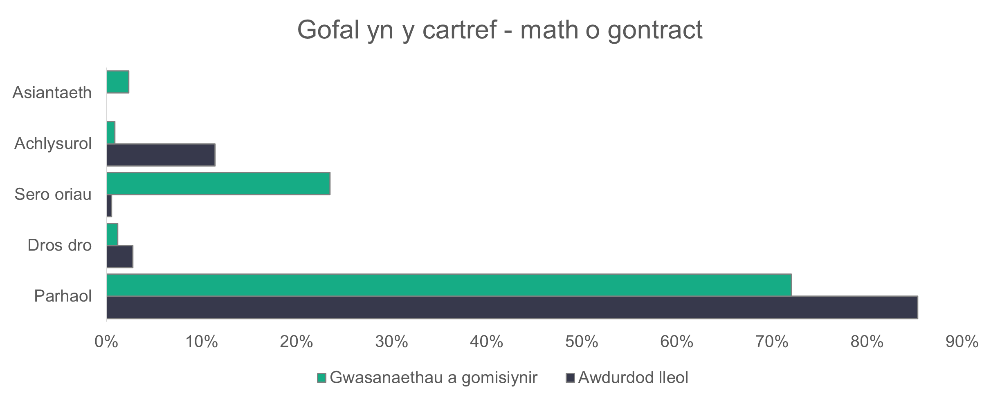 Gofal yn y cartref - math o gontract
Asiantaeth
Achlysurol
Sero oriau
Dros dro
Parhaol
0% 10% 20% 30% 40% 50% 60% 70% 80% 90%
Gwasanaethau a gomisiynir Awdurdod lleol